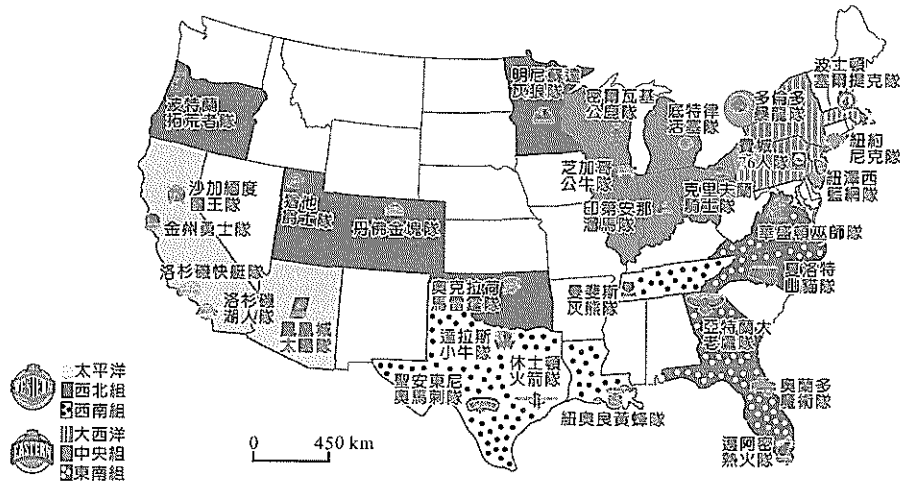 波士頓
塞爾提克隊
明尼蘇達
灰狼隊
密爾瓦基
公鹿隊
底特律
活塞隊
多倫多
暴龍隊
波特蘭
拓荒者隊
費城
76人隊
紐約
尼克隊
芝加哥
公牛隊
克里夫蘭
騎士隊
紐澤西
籃網隊
沙加緬度
國王隊
猶他
爵士隊
丹佛金塊隊
印第安那
溜馬隊
金州勇士隊
華盛頓巫師隊
洛杉磯快艇隊
奧克拉荷
馬雷霆隊
曼斐斯
灰熊隊
夏洛特
山貓隊
洛杉磯
湖人隊
鳳凰城
太陽隊
達拉斯
小牛隊
休士頓
火箭隊
亞特蘭大
老鷹隊
聖安東尼
奧馬刺隊
紐奧良黃蜂隊
奧蘭多
魔術隊
邁阿密
熱火隊
WESTERN
太平洋
西北組
西南組
EASTERN
大西洋
中央組
東南組
0 450 km